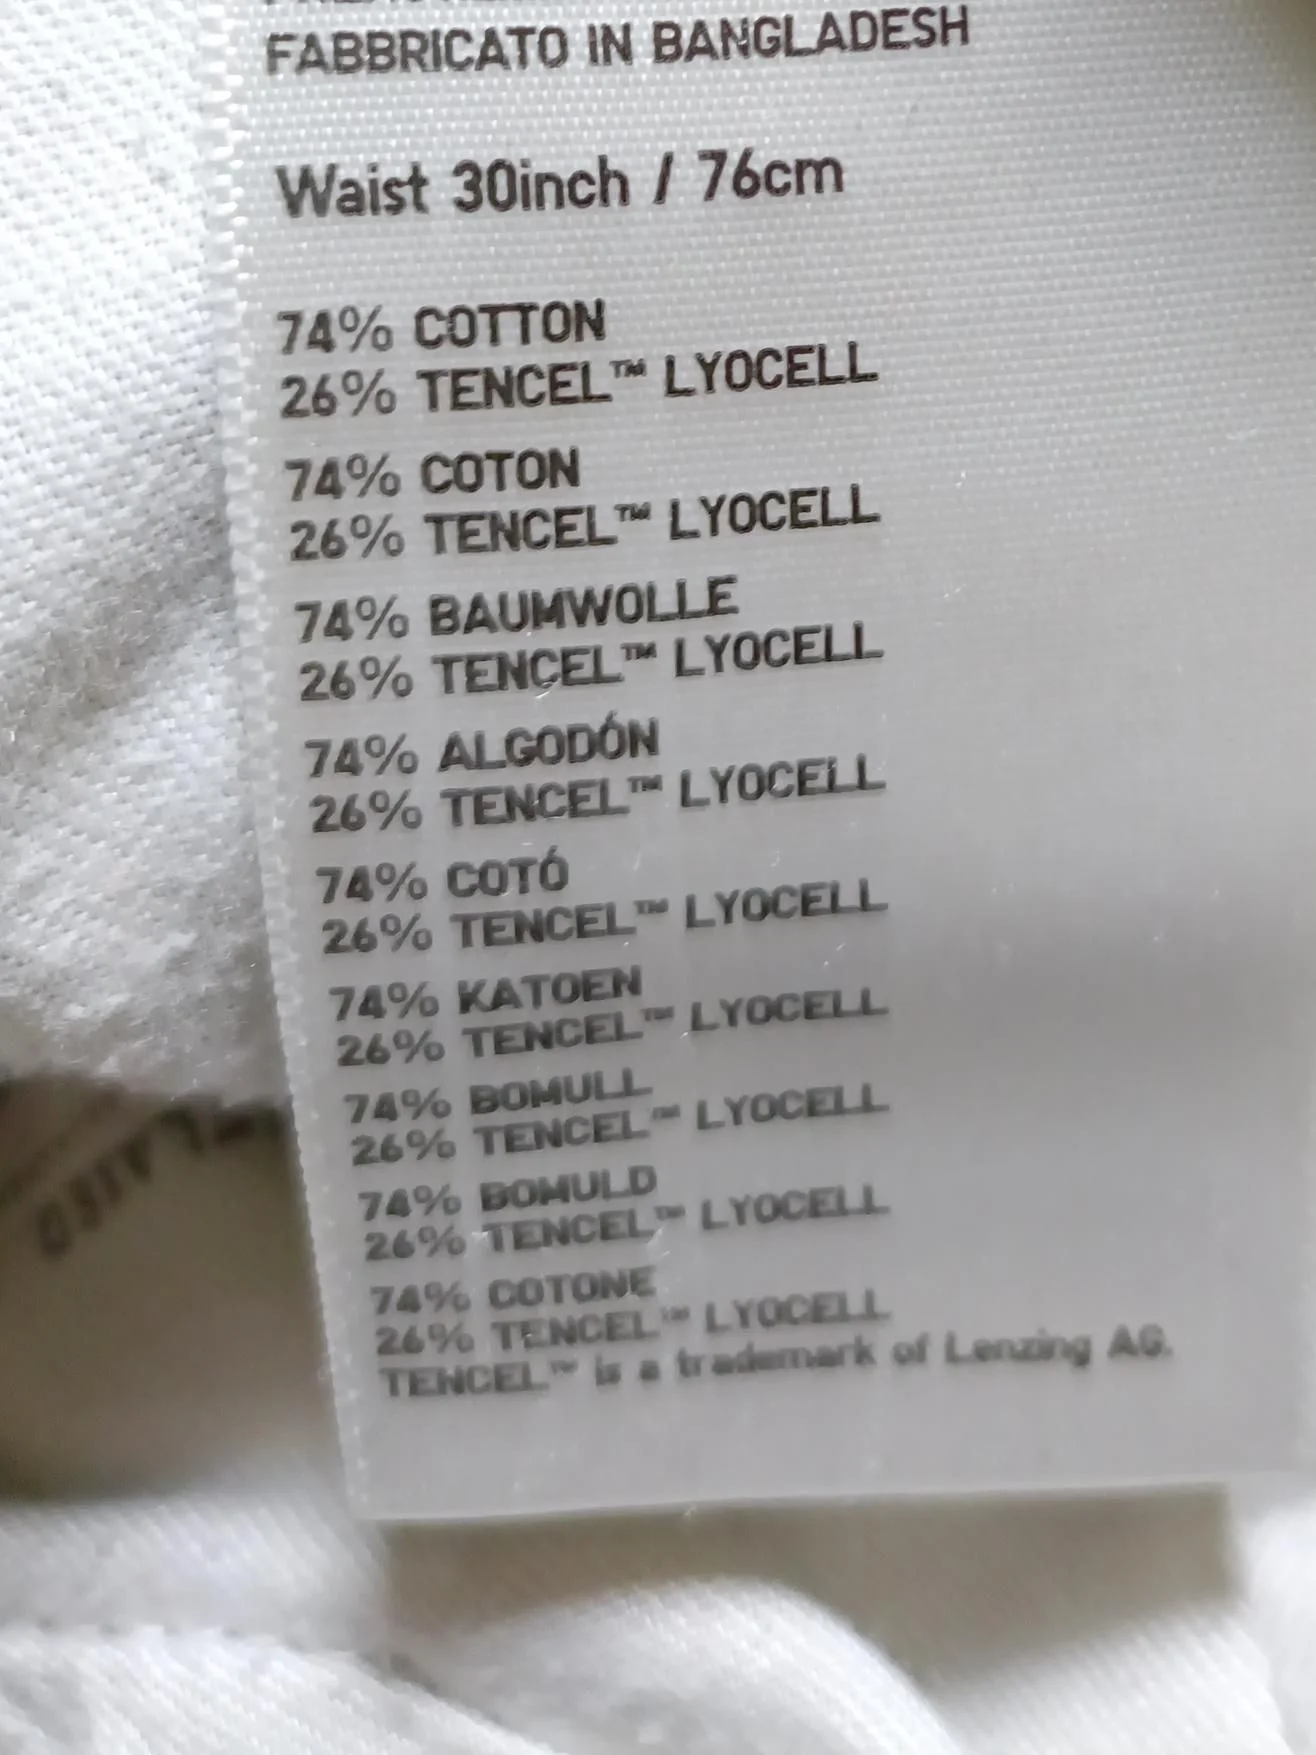 FABBRICATO IN BANGLADESH
Waist 30inch / 76cm
74% COTTON
26% TENCEL™ LYOCELL
74% COTON
26% TENCEL™ LYOCELL
74% BAUMWOLLE
26% TENCEL™ LYOCELL
74% ALGODÓN
26% TENCEL™ LYOCELL
74% COTÓ
26% TENCEL™ LYOCELL
74% KATOEN
26% TENCEL™ LYOCELL
74% BOMULL
26% TENCEL™ LYOCELL
74% BOMULD
26% TENCEL™ LYOCELL
74% COTONE
26% TENCEL™ LYOCELL
TENCEL™ is a trademark of Lenzing AG.